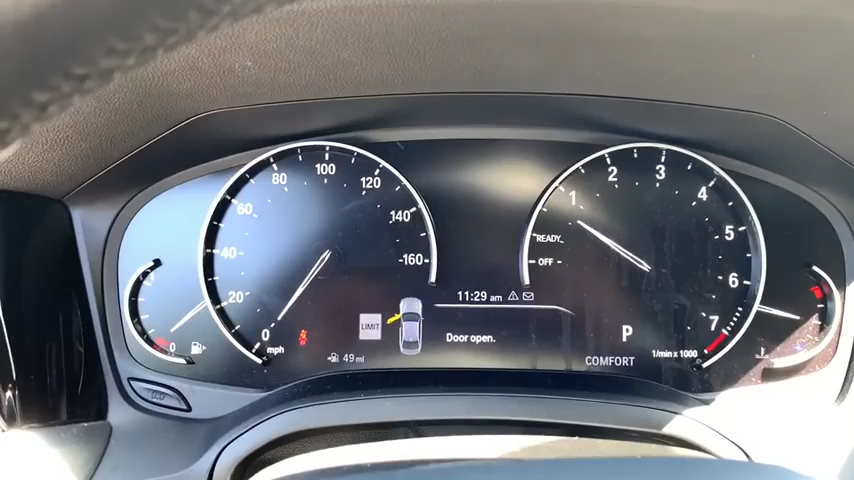 100
80
120
60
140
40
160
20
0
mph
0
LIMIT
49 mi
11:29 am
Door open.
1
2
3
4
5
6
7
READY
OFF
P
COMFORT
1/min x 1000